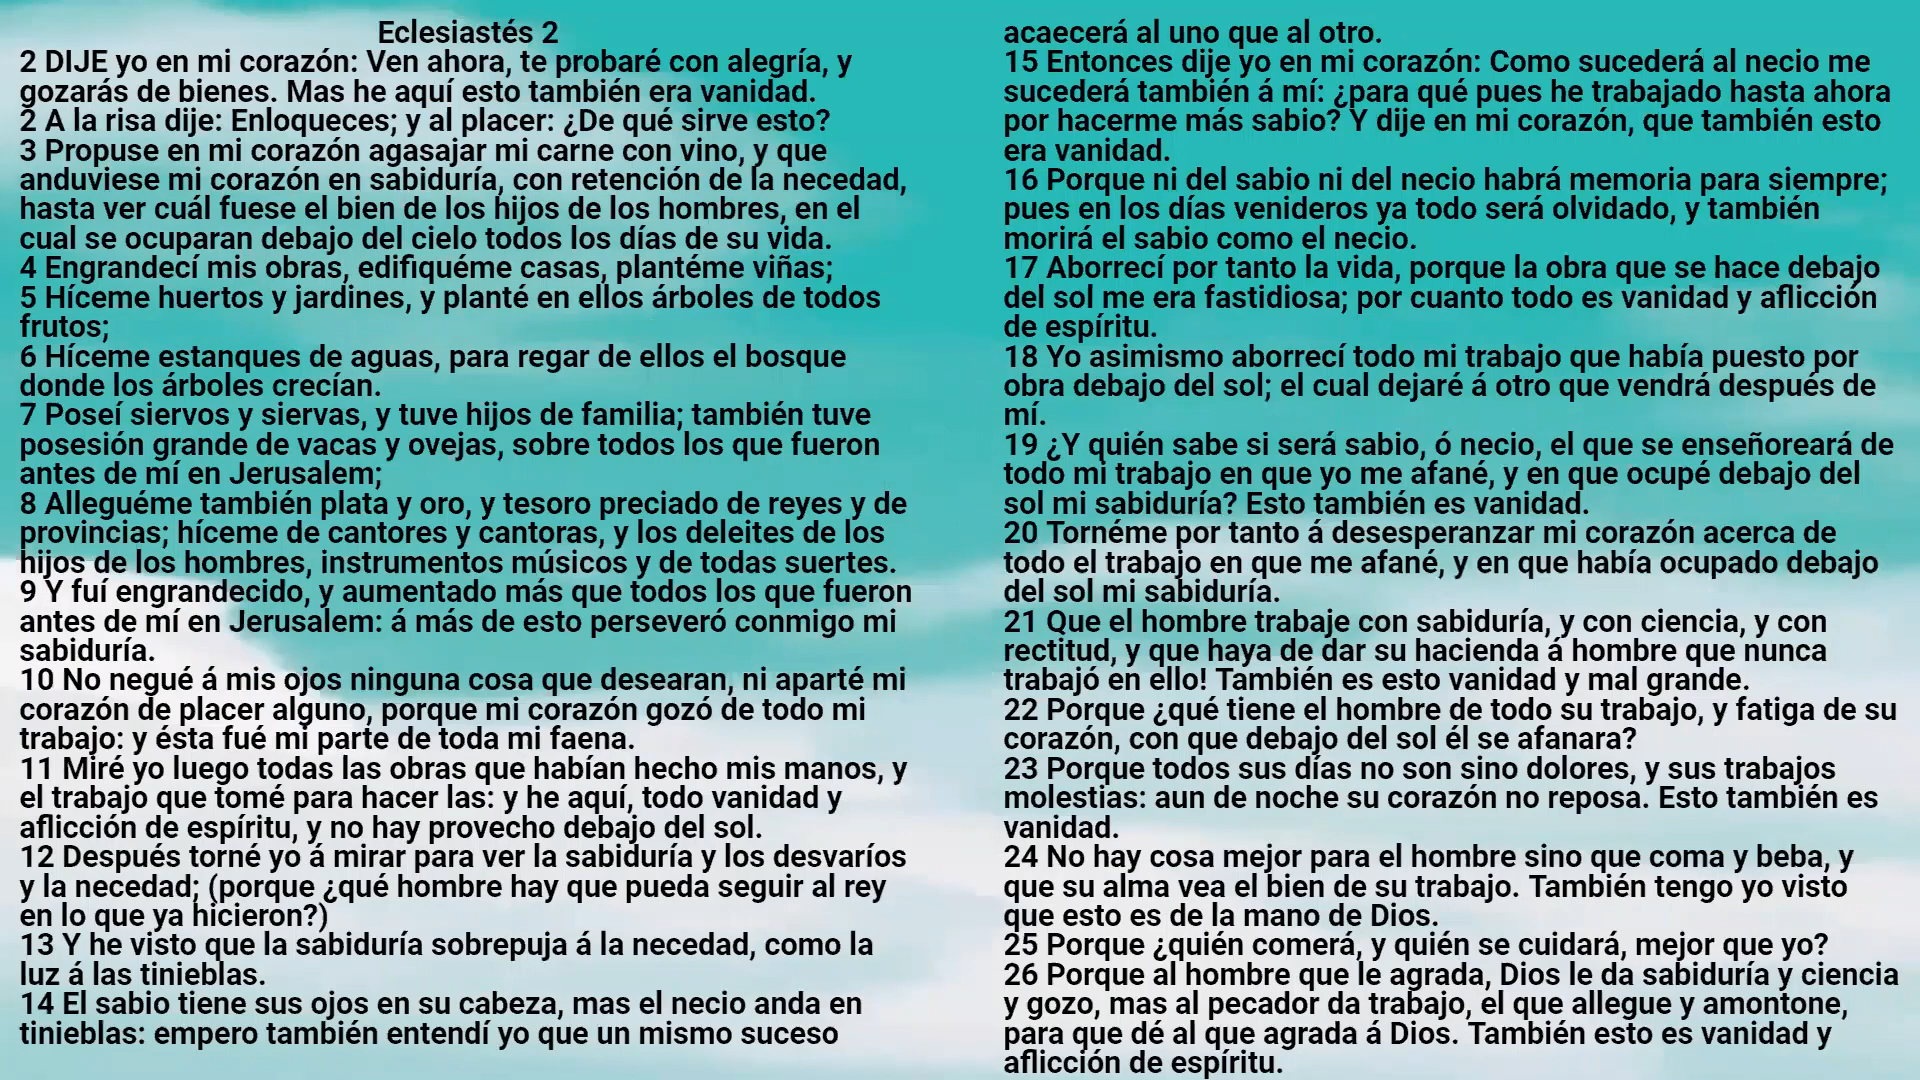 Eclesiastés 2
2 DIJE yo en mi corazón: Ven ahora, te probaré con alegría, y
gozarás de bienes. Mas he aquí esto también era vanidad.
2 A la risa dije: Enloqueces; y al placer: ¿De qué sirve esto?
3 Propuse en mi corazón agasajar mi carne con vino, y que
anduviese mi corazón en sabiduría, con retención de la necedad,
hasta ver cuál fuese el bien de los hijos de los hombres, en el
cual se ocuparan debajo del cielo todos los días de su vida.
4 Engrandecí mis obras, edifiquéme casas, plantéme viñas;
5 Híceme huertos y jardines, y planté en ellos árboles de todos
frutos;
6 Híceme estanques de aguas, para regar de ellos el bosque
donde los árboles crecían.
7 Poseí siervos y siervas, y tuve hijos de familia; también tuve
posesión grande de vacas y ovejas, sobre todos los que fueron
antes de mí en Jerusalem;
8 Alleguéme también plata y oro, y tesoro preciado de reyes y de
provincias; híceme de cantores y cantoras, y los deleites de los
hijos de los hombres, instrumentos músicos y de todas suertes.
9 Y fuí engrandecido, y aumentado más que todos los que fueron
antes de mí en Jerusalem: á más de esto perseveró conmigo mi
sabiduría.
10 No negué á mis ojos ninguna cosa que desearan, ni aparté mi
corazón de placer alguno, porque mi corazón gozó de todo mi
trabajo: y ésta fué mi parte de toda mi faena.
11 Miré yo luego todas las obras que habían hecho mis manos, y
el trabajo que tomé para hacer las: y he aquí, todo vanidad y
aflicción de espíritu, y no hay provecho debajo del sol.
12 Después torné yo á mirar para ver la sabiduría y los desvaríos
y la necedad; (porque ¿qué hombre hay que pueda seguir al rey
en lo que ya hicieron?)
13 Y he visto que la sabiduría sobrepuja á la necedad, como la
luz á las tinieblas.
14 El sabio tiene sus ojos en su cabeza, mas el necio anda en
tinieblas: empero también entendí yo que un mismo suceso
acaecerá al uno que al otro.
15 Entonces dije yo en mi corazón: Como sucederá al necio me
sucederá también á mí: ¿para qué pues he trabajado hasta ahora
por hacerme más sabio? Y dije en mi corazón, que también esto
era vanidad.
16 Porque ni del sabio ni del necio habrá memoria para siempre;
pues en los días venideros ya todo será olvidado, y también
morirá el sabio como el necio.
17 Aborrecí por tanto la vida, porque la obra que se hace debajo
del sol me era fastidiosa; por cuanto todo es vanidad y aflicción
de espíritu.
18 Yo asimismo aborrecí todo mi trabajo que había puesto por
obra debajo del sol; el cual dejaré á otro que vendrá después de
mí.
19 ¿Y quién sabe si será sabio, ó necio, el que se enseñoreará de
todo mi trabajo en que yo me afané, y en que ocupé debajo del
sol mi sabiduría? Esto también es vanidad.
20 Tornéme por tanto á desesperanzar mi corazón acerca de
todo el trabajo en que me afané, y en que había ocupado debajo
del sol mi sabiduría.
21 Que el hombre trabaje con sabiduría, y con ciencia, y con
rectitud, y que haya de dar su hacienda á hombre que nunca
trabajó en ello! También es esto vanidad y mal grande.
22 Porque ¿qué tiene el hombre de todo su trabajo, y fatiga de su
corazón, con que debajo del sol él se afanara?
23 Porque todos sus días no son sino dolores, y sus trabajos
molestias: aun de noche su corazón no reposa. Esto también es
vanidad.
24 No hay cosa mejor para el hombre sino que coma y beba, y
que su alma vea el bien de su trabajo. También tengo yo visto
que esto es de la mano de Dios.
25 Porque ¿quién comerá, y quién se cuidará, mejor que yo?
26 Porque al hombre que le agrada, Dios le da sabiduría y ciencia
y gozo, mas al pecador da trabajo, el que allegue y amontone,
para que dé al que agrada á Dios. También esto es vanidad y
aflicción de espíritu.